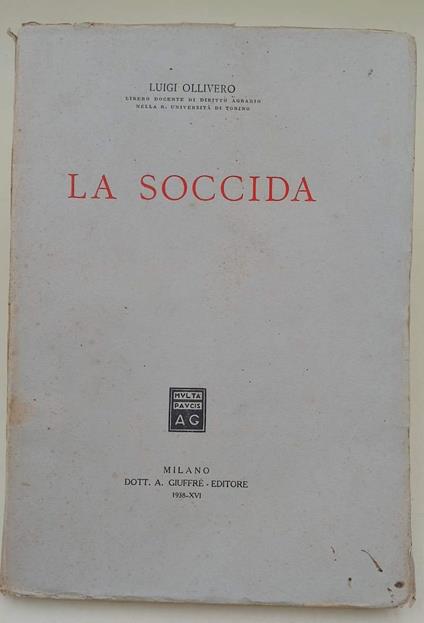 LUIGI OLLIVERO
LIBERO DOCENTE DI DIRITTO AGRARIO
NELLA R. UNIVERSITÀ DI TORINO
LA SOCCIDA
MVLTA
PAVCIS
AG
MILANO
DOTT. A. GIUFFRÈ - EDITORE
1938-XVI